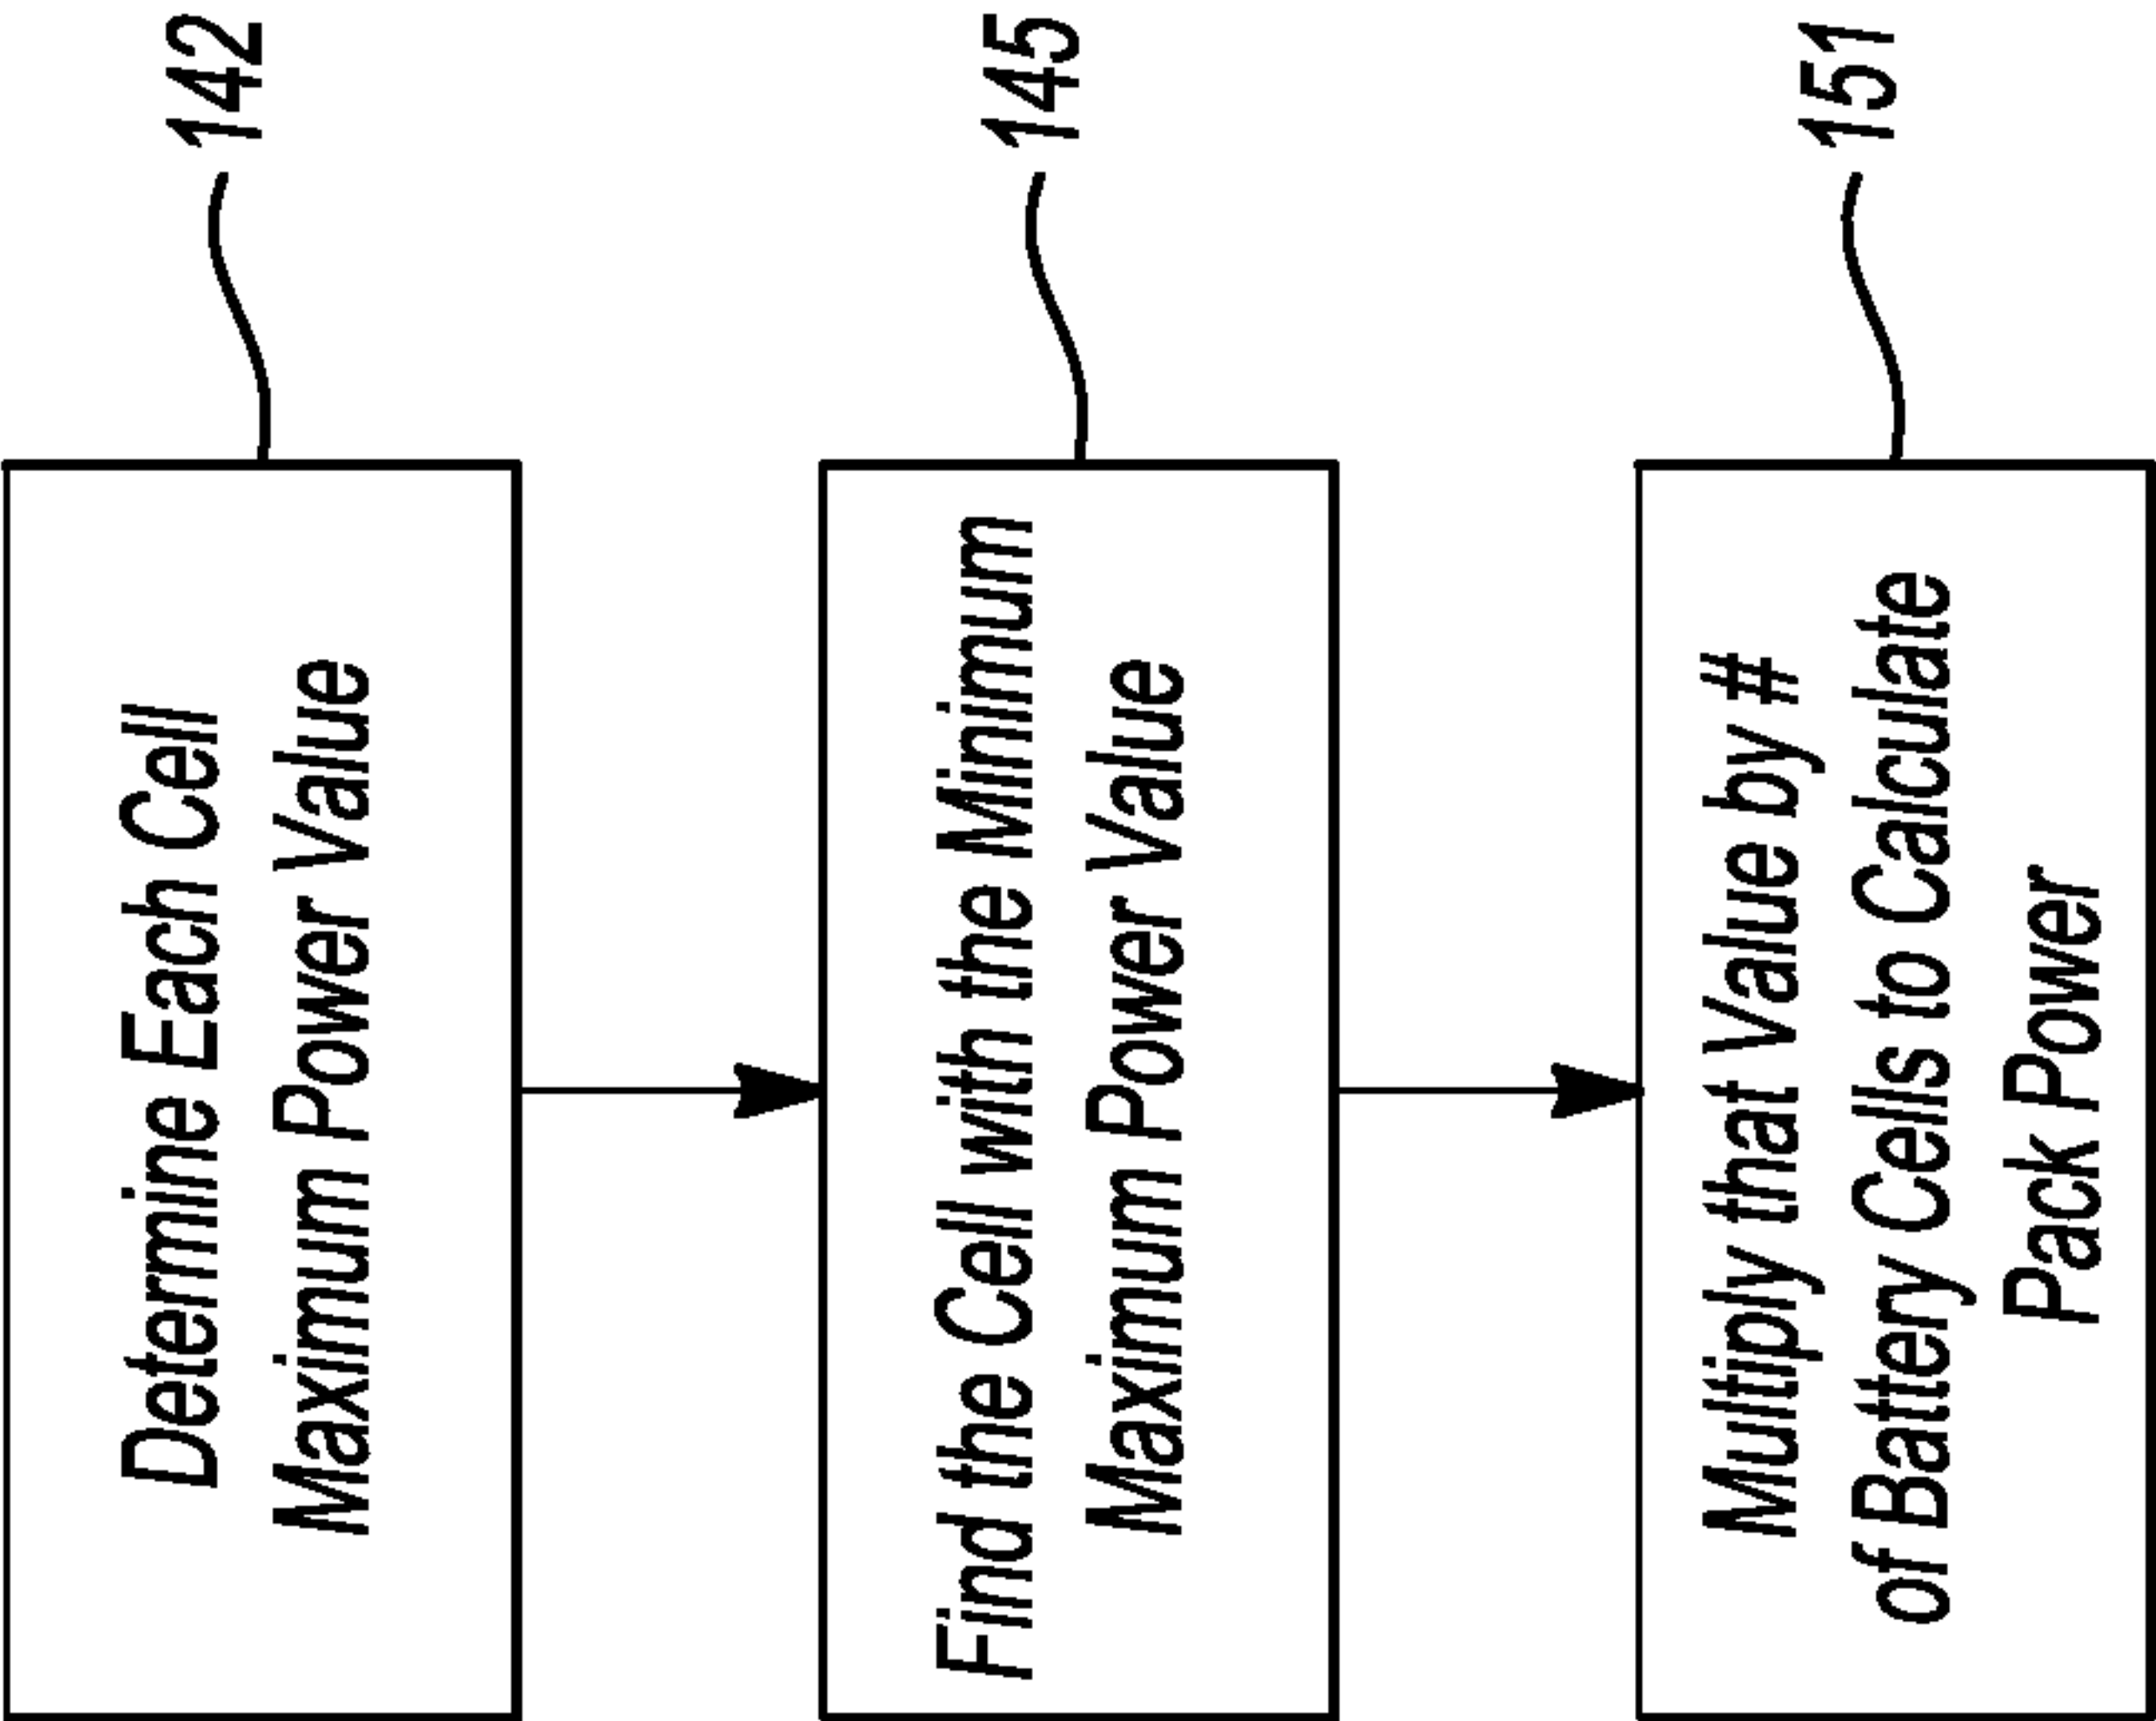 Determine Each Cell
Maximum Power Value
142
Find the Cell with the Minimum
Maximum Power Value
145
Multiply that Value by #
of Battery Cells to Calculate
Pack Power
151